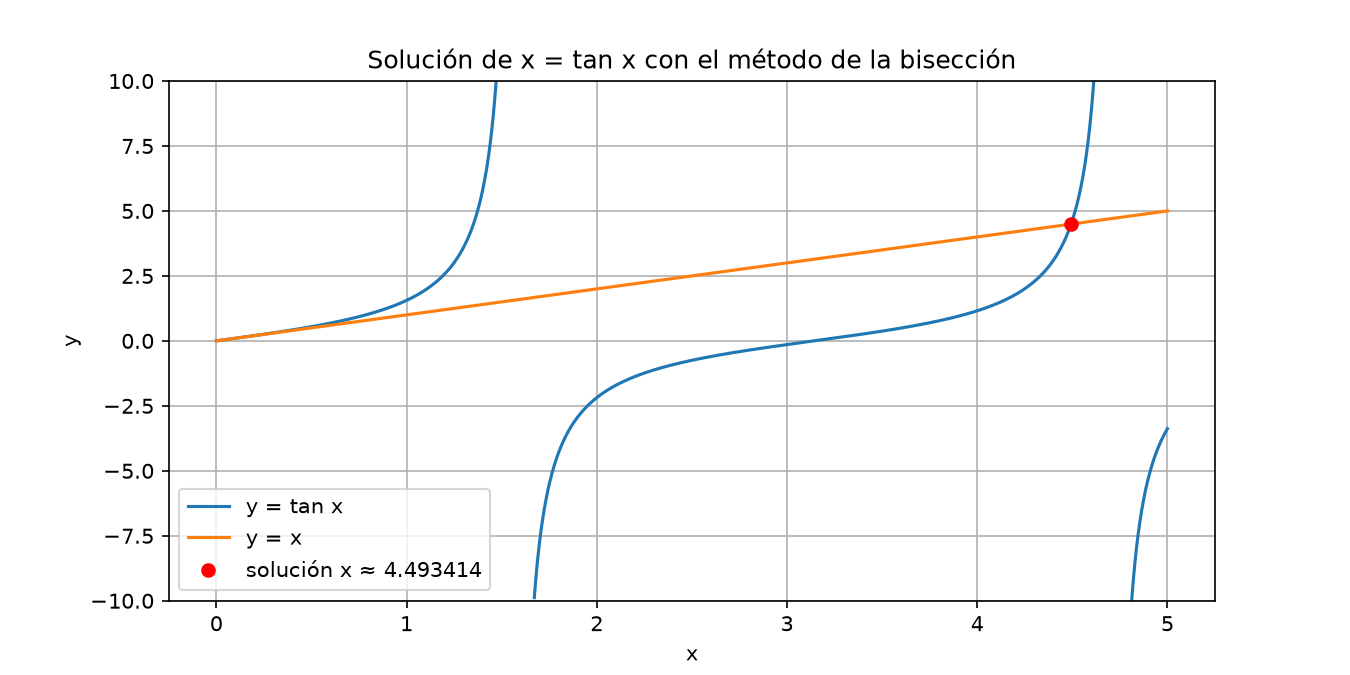 Solución de x = tan x con el método de la bisección
10.0
7.5
5.0
2.5
0.0
−2.5
−5.0
−7.5
−10.0
y
y = tan x
y = x
solución x ≈ 4.493414
0 1 2 3 4 5
x